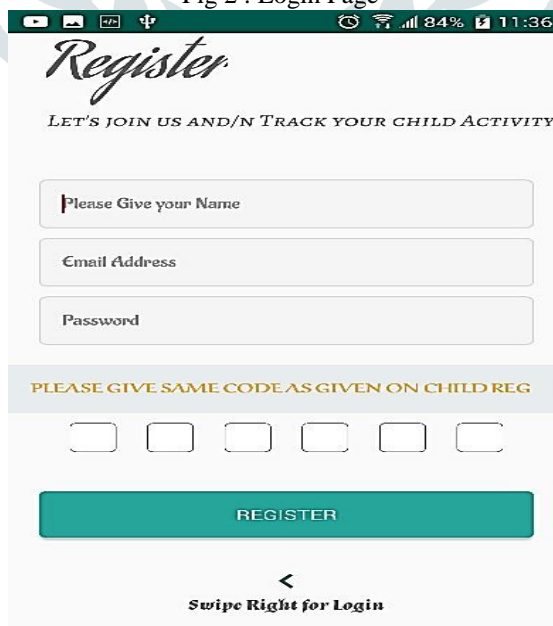 Fig 2 : Login Page
84% 11:36
Register
LET'S JOIN US AND/N TRACK YOUR CHILD ACTIVITY
Please Give your Name
Email Address
Password
PLEASE GIVE SAME CODE AS GIVEN ON CHILD REG
REGISTER
Swipe Right for Login